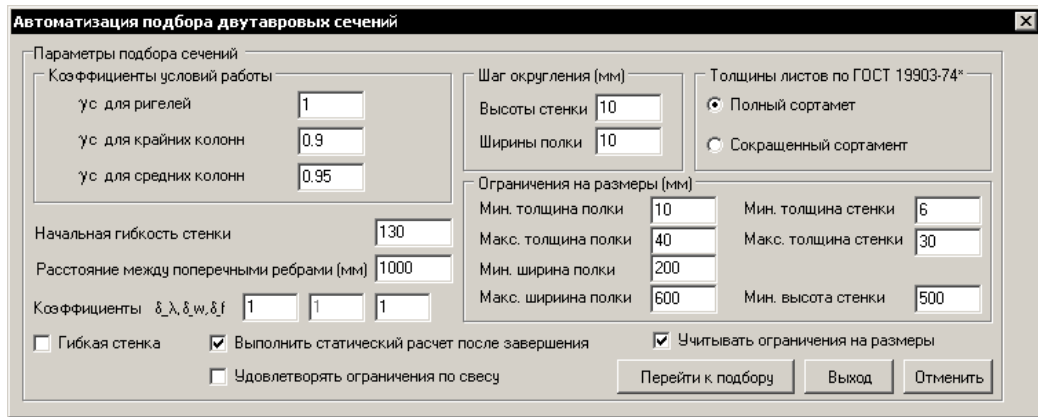 Автоматизация подбора двутавровых сечений
Параметры подбора сечений
Коэффициенты условий работы
γс для ригелей 1
γс для крайних колонн 0.9
γс для средних колонн 0.95
Шаг округления (мм)
Высоты стенки 10
Ширины полки 10
Толщины листов по ГОСТ 19903-74*
Полный сортамет
Сокращенный сортамент
Ограничения на размеры (мм)
Мин. толщина полки 10 Мин. толщина стенки 6
Макс. толщина полки 40 Макс. толщина стенки 30
Мин. ширина полки 200
Макс. шириина полки 600 Мин. высота стенки 500
Начальная гибкость стенки 130
Расстояние между поперечными ребрами (мм) 1000
Коэффициенты δ_λ,δ_w,δ_f 1 1 1
Гибкая стенка Выполнить статический расчет после завершения Учитывать ограничения на размеры
Удовлетворять ограничения по свесу Перейти к подбору Выход Отменить